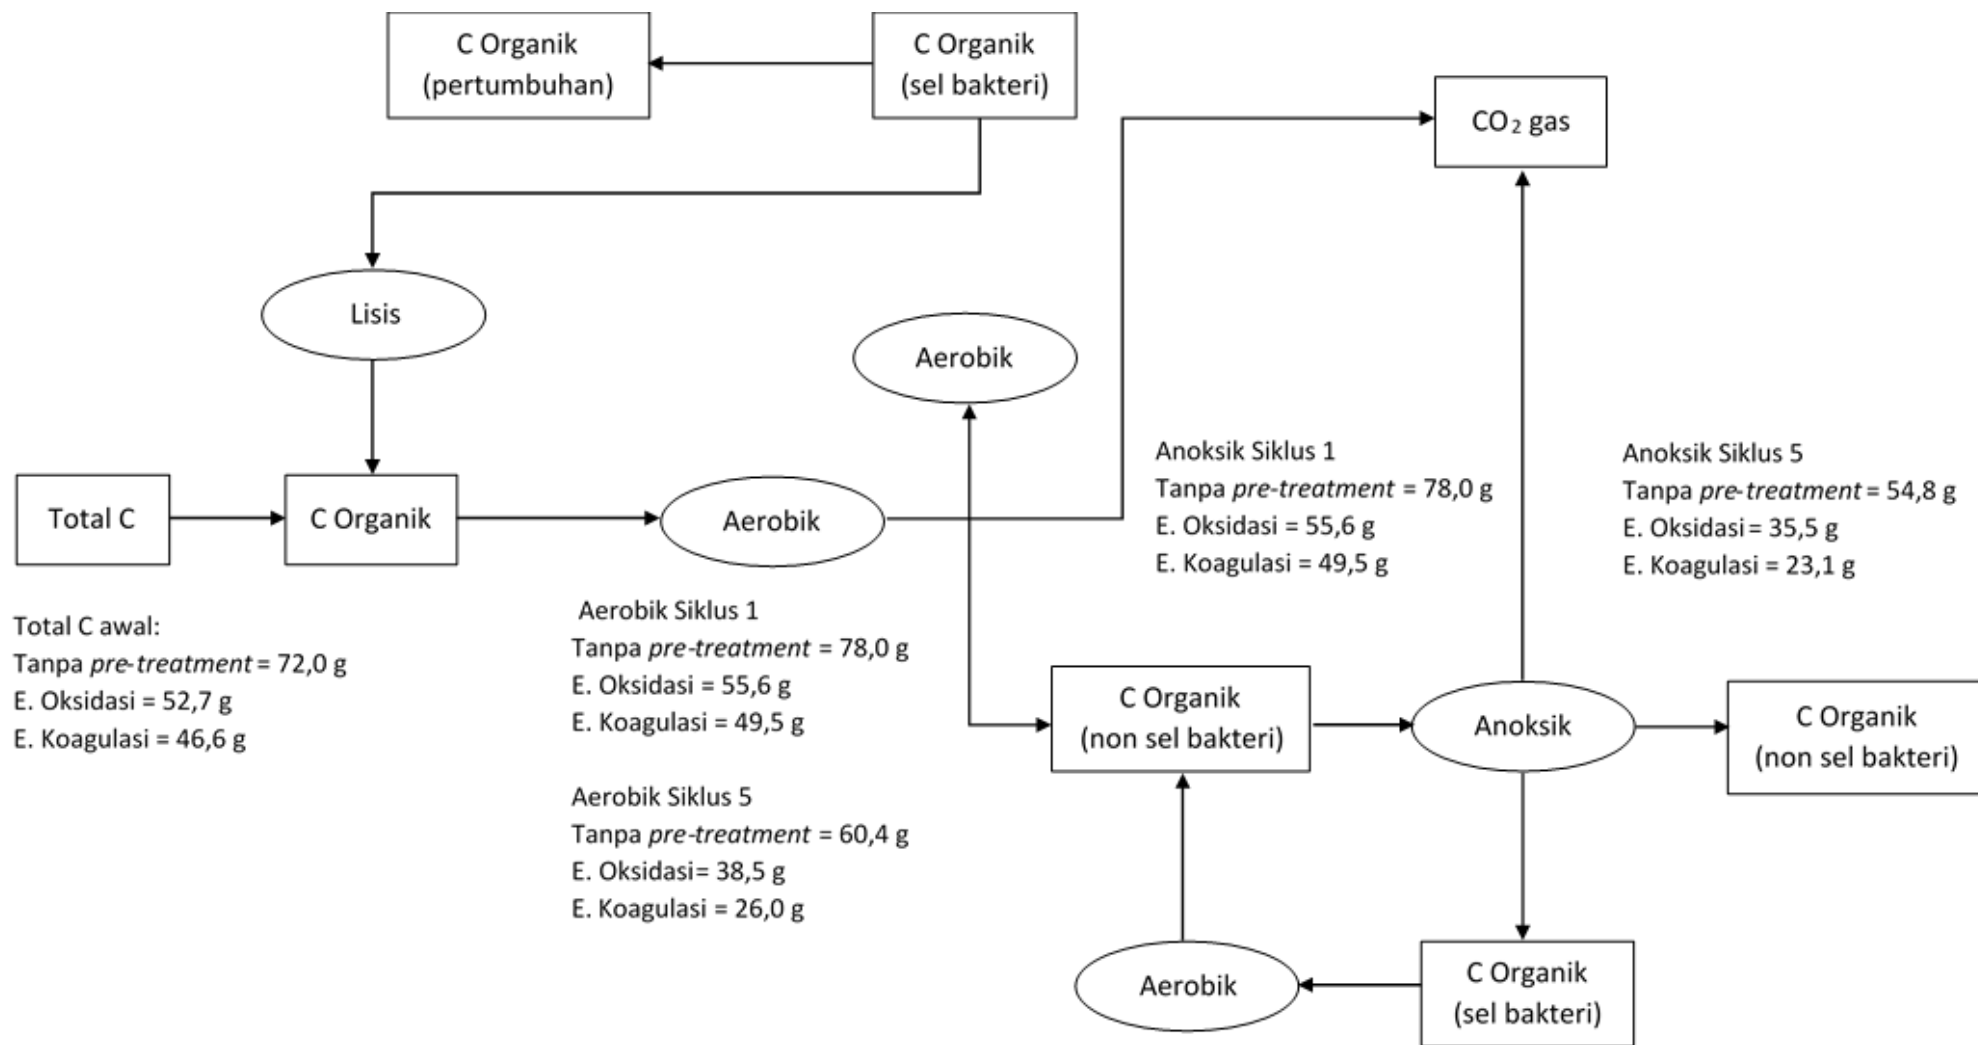 C Organik
(pertumbuhan)
C Organik
(sel bakteri)
CO₂ gas
Lisis
Aerobik
Total C
C Organik
Aerobik
Anoksik Siklus 1
Tanpa pre-treatment = 78,0 g
E. Oksidasi = 55,6 g
E. Koagulasi = 49,5 g
Anoksik Siklus 5
Tanpa pre-treatment = 54,8 g
E. Oksidasi = 35,5 g
E. Koagulasi = 23,1 g
Total C awal:
Tanpa pre-treatment = 72,0 g
E. Oksidasi = 52,7 g
E. Koagulasi = 46,6 g
Aerobik Siklus 1
Tanpa pre-treatment = 78,0 g
E. Oksidasi = 55,6 g
E. Koagulasi = 49,5 g
Aerobik Siklus 5
Tanpa pre-treatment = 60,4 g
E. Oksidasi = 38,5 g
E. Koagulasi = 26,0 g
C Organik
(non sel bakteri)
Anoksik
C Organik
(non sel bakteri)
Aerobik
C Organik
(sel bakteri)